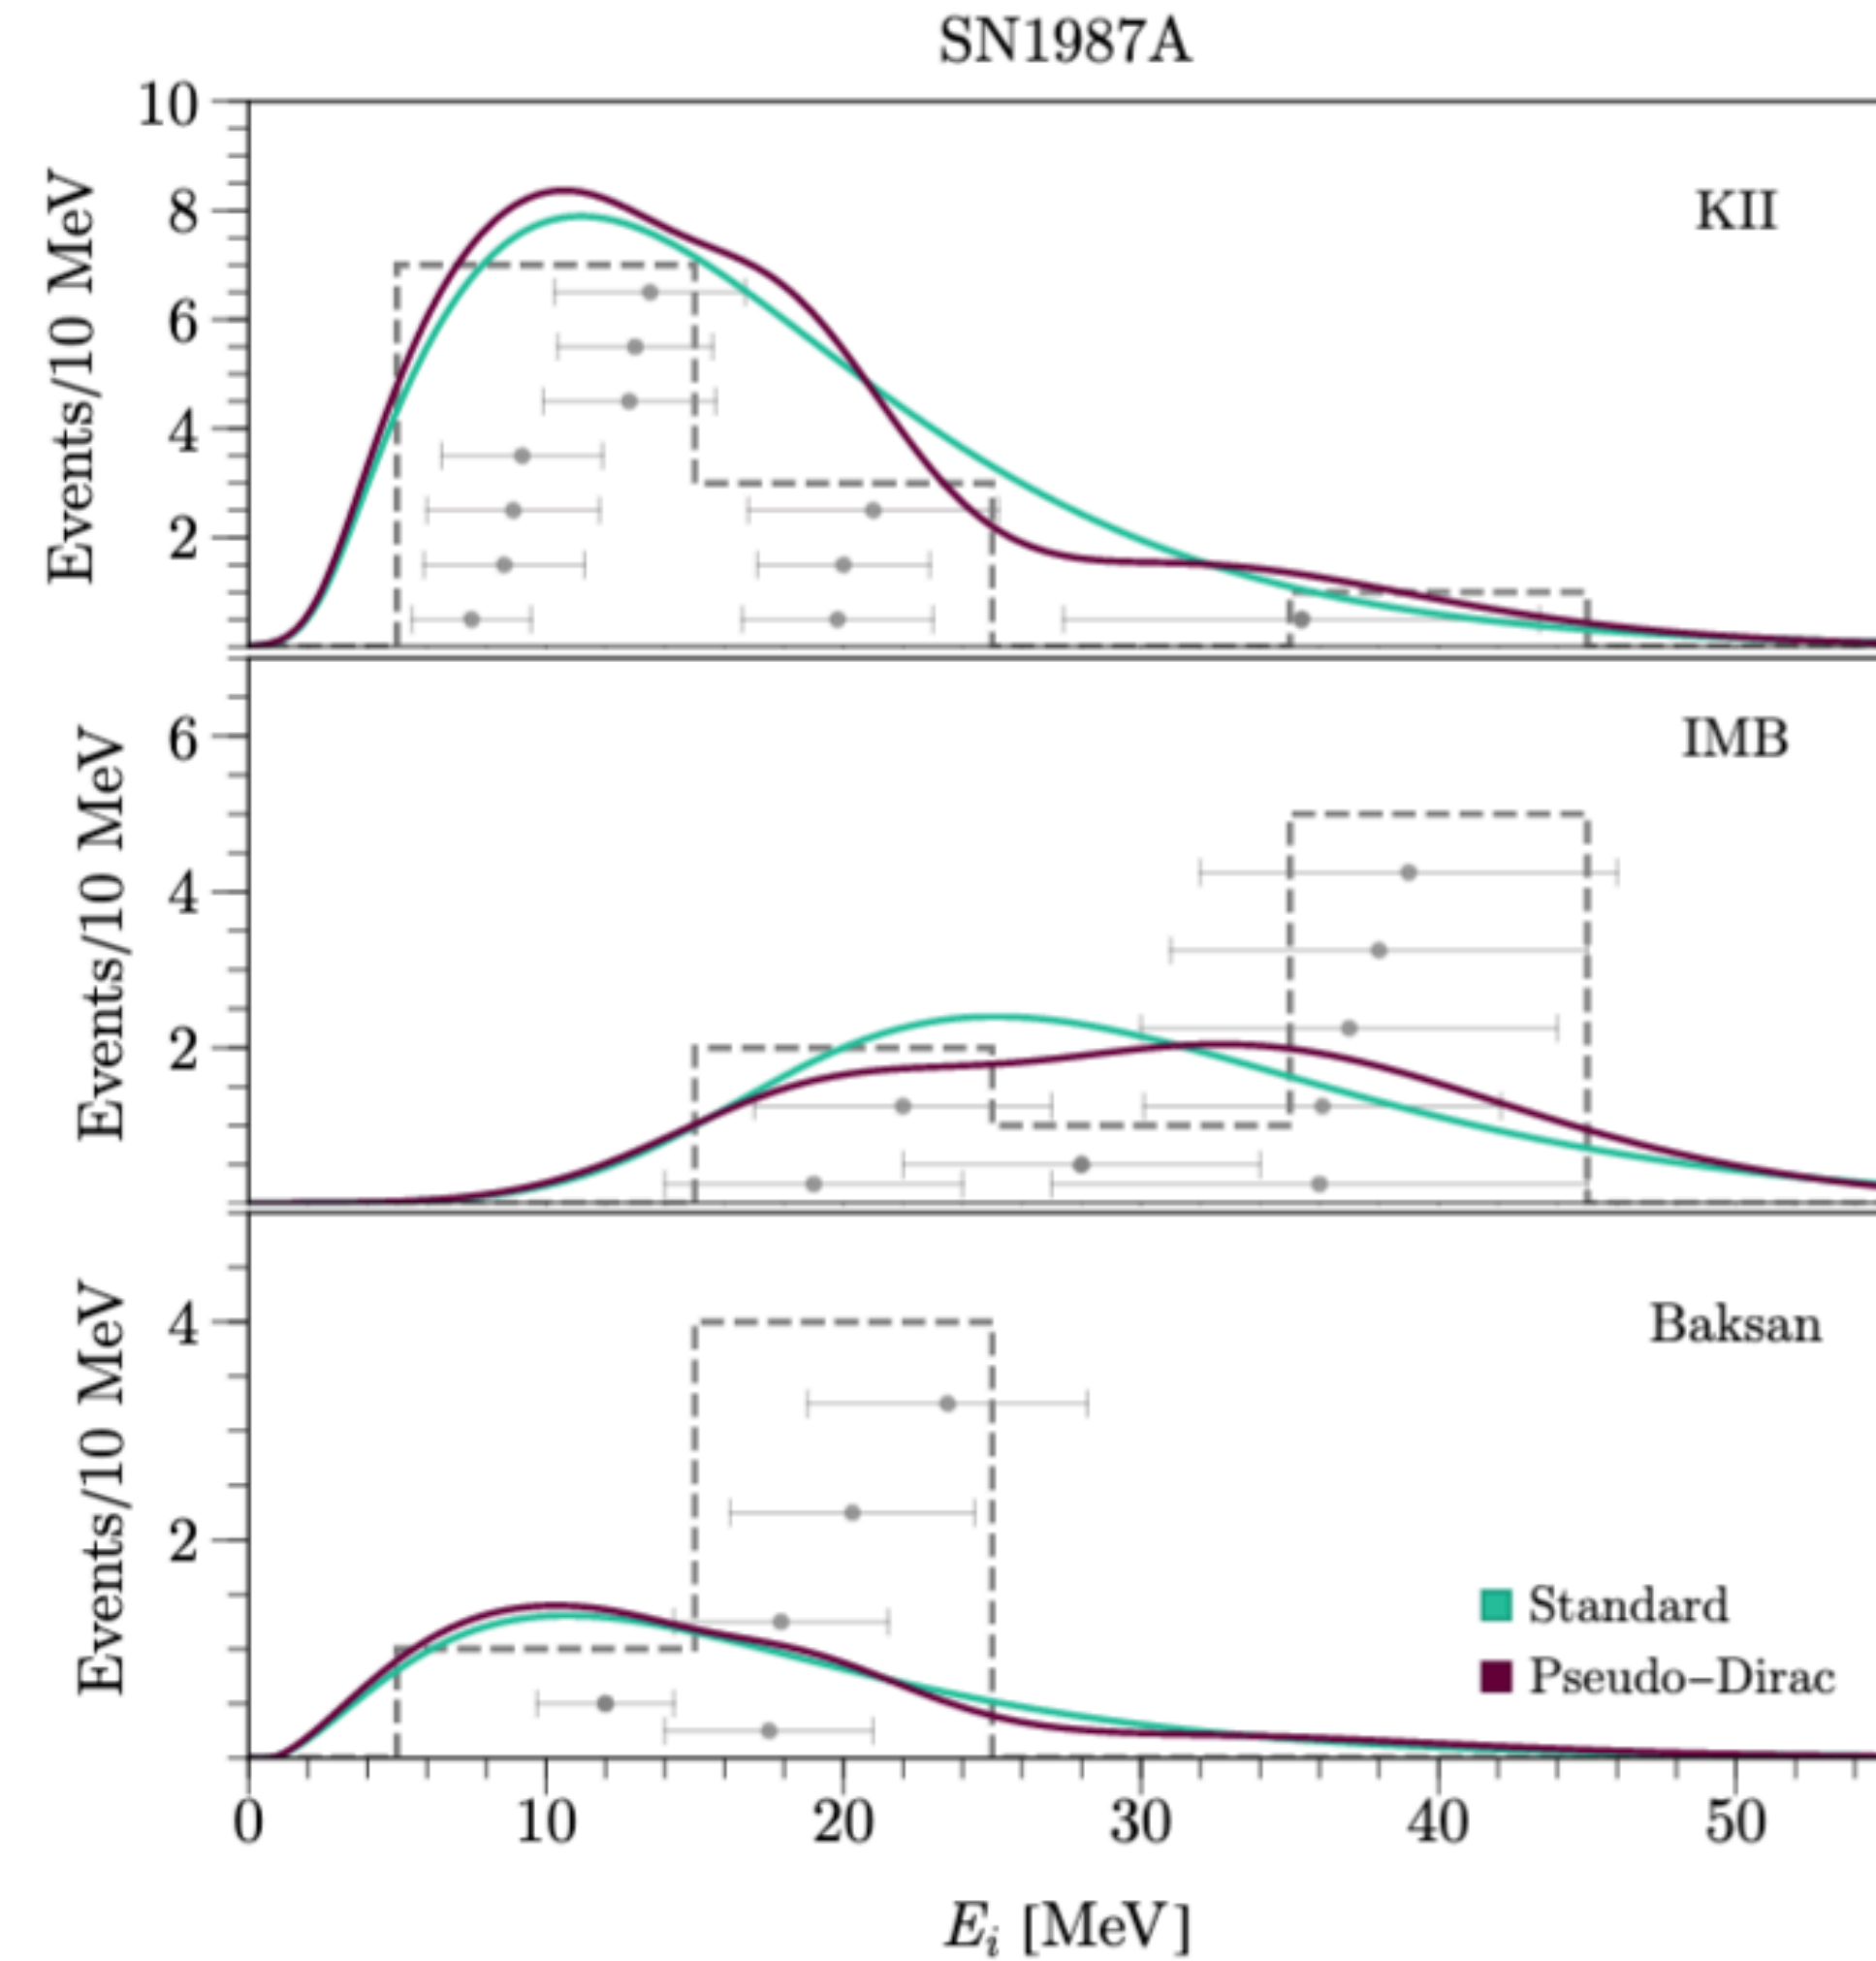 SN1987A
10
8
6
4
2
Events/10 MeV
KII
6
4
2
Events/10 MeV
IMB
4
2
Events/10 MeV
Baksan
Standard
Pseudo–Dirac
0 10 20 30 40 50
E_i [MeV]